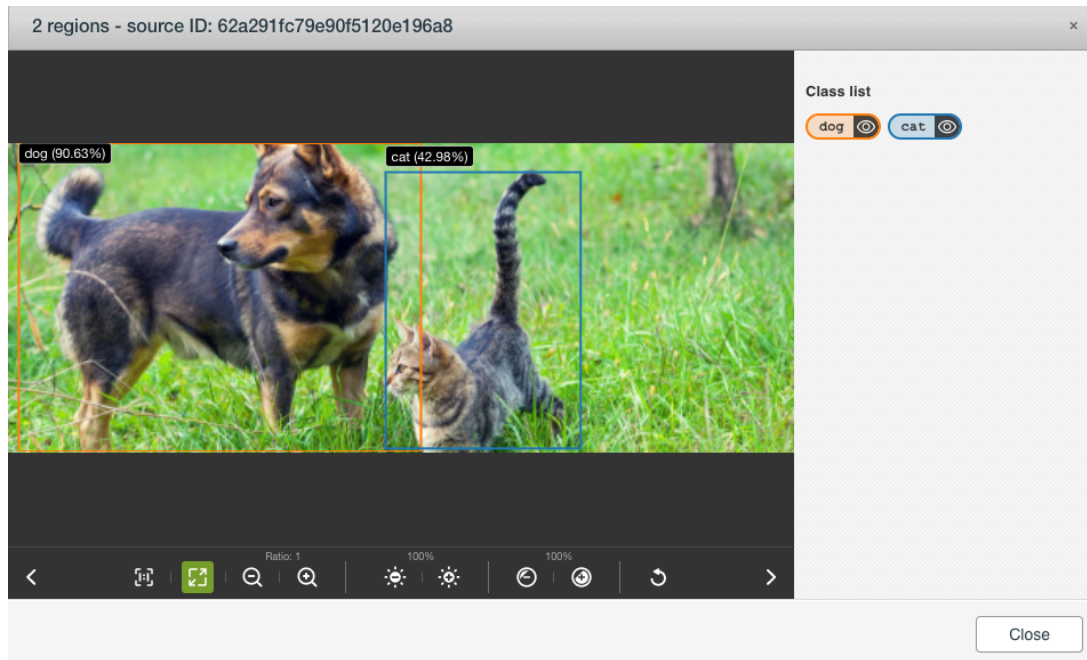 2 regions - source ID: 62a291fc79e90f5120e196a8
×
Class list
dog cat
dog (90.63%)
cat (42.98%)
Ratio: 1 100% 100%
Close